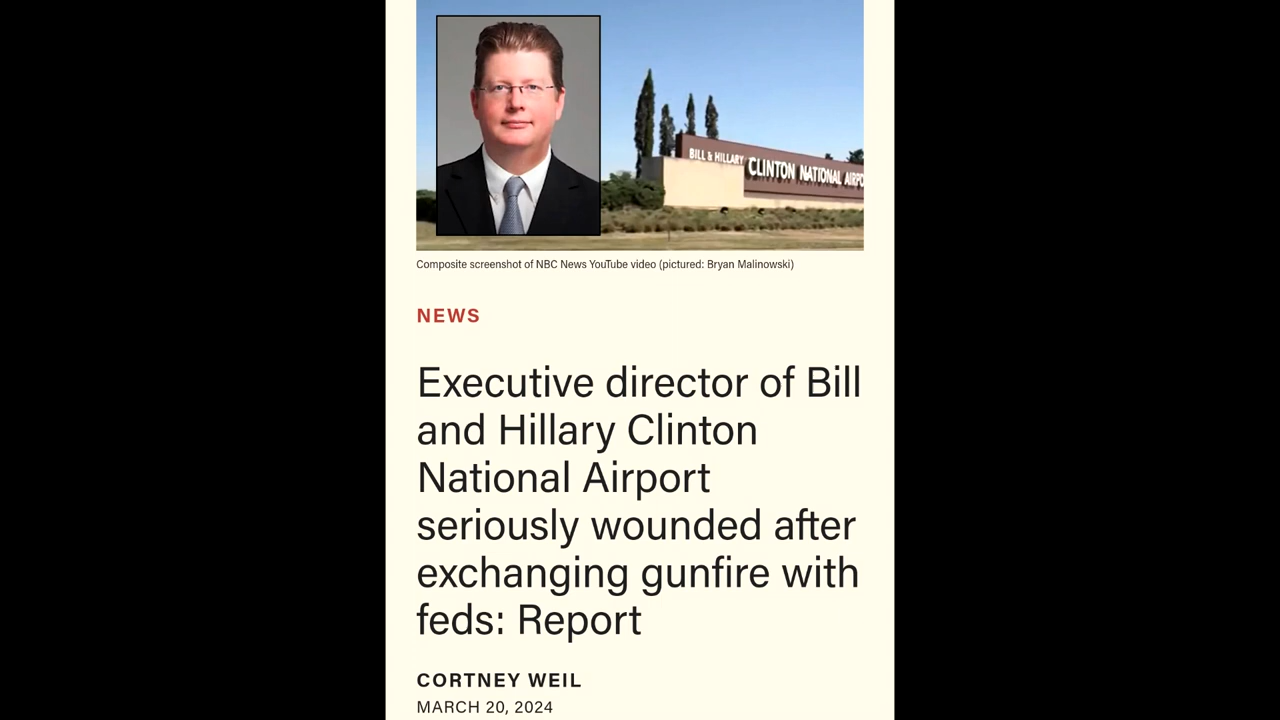 BILL & HILLARY CLINTON NATIONAL AIRPO
Composite screenshot of NBC News YouTube video (pictured: Bryan Malinowski)
NEWS
Executive director of Bill
and Hillary Clinton
National Airport
seriously wounded after
exchanging gunfire with
feds: Report
CORTNEY WEIL
MARCH 20, 2024